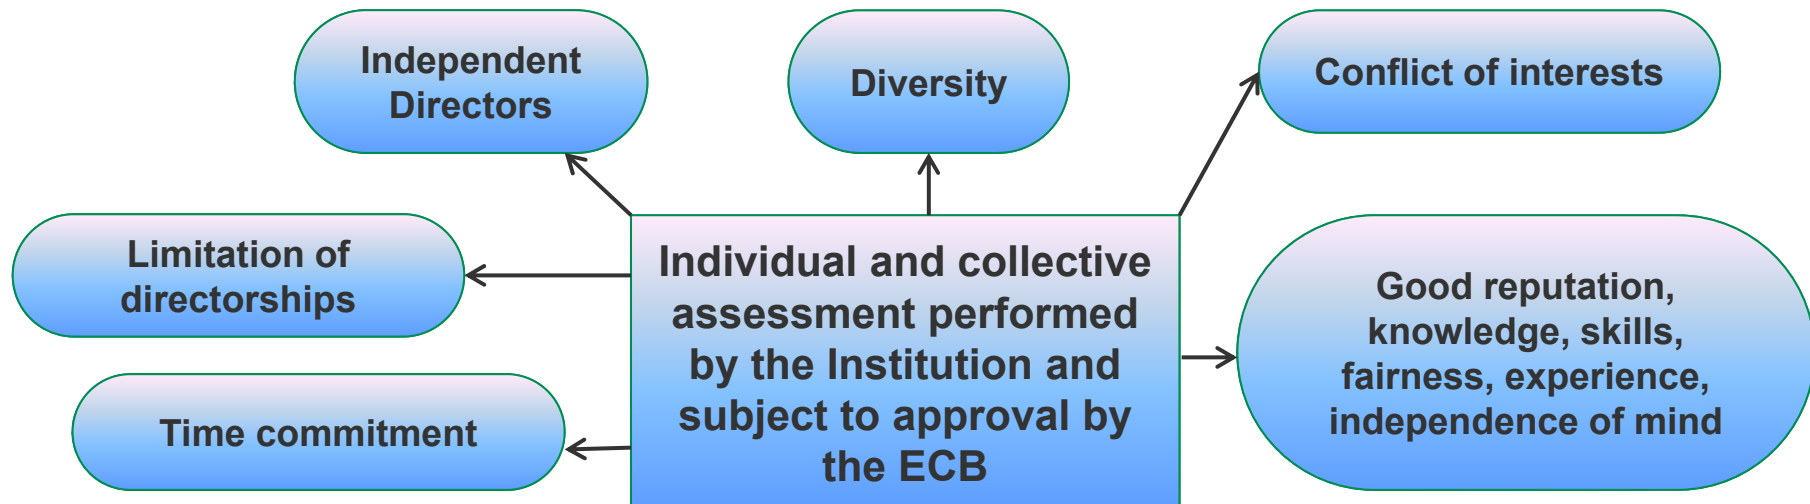 Independent
Directors
Diversity
Conflict of interests
Limitation of
directorships
Individual and collective
assessment performed
by the Institution and
subject to approval by
the ECB
Good reputation,
knowledge, skills,
fairness, experience,
independence of mind
Time commitment